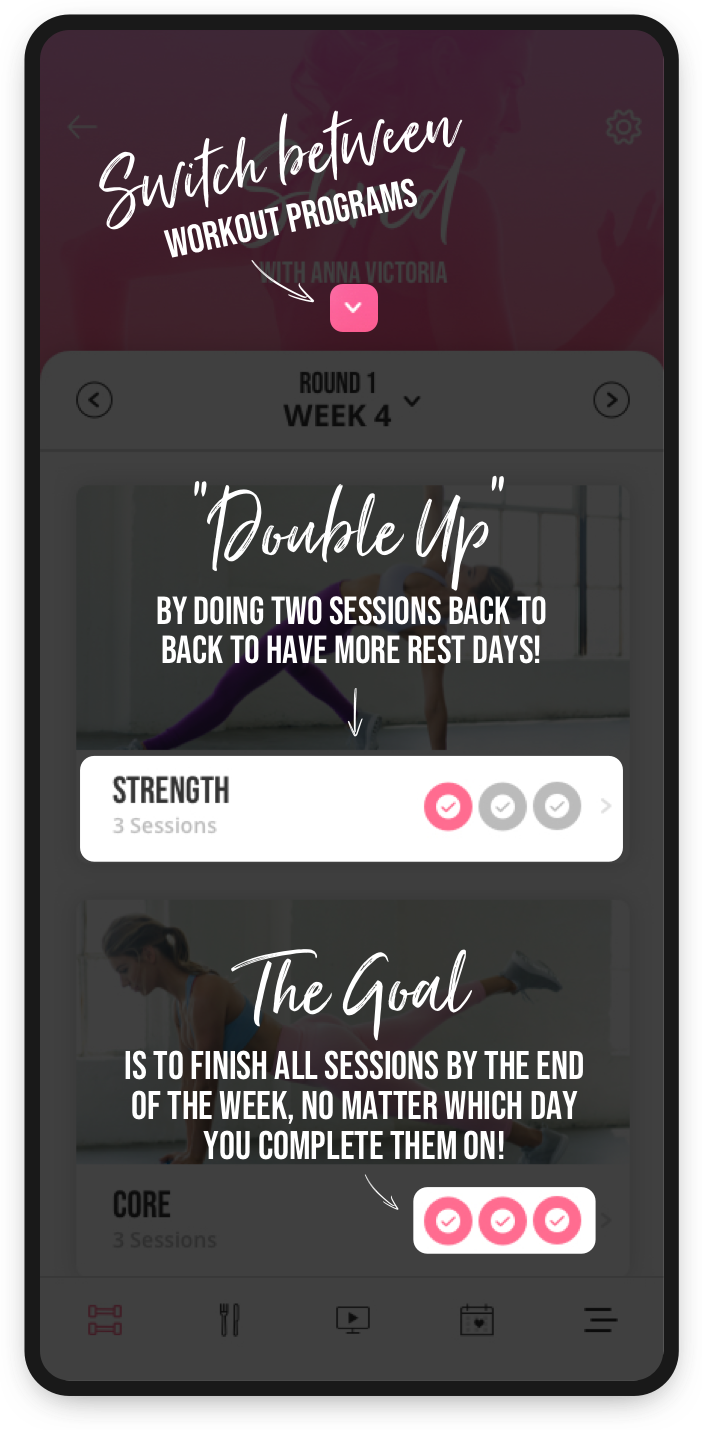 Switch between
WORKOUT PROGRAMS
Shred
WITH ANNA VICTORIA
ROUND 1
WEEK 4
"Double Up"
BY DOING TWO SESSIONS BACK TO
BACK TO HAVE MORE REST DAYS!
STRENGTH
3 Sessions
The Goal
IS TO FINISH ALL SESSIONS BY THE END
OF THE WEEK, NO MATTER WHICH DAY
YOU COMPLETE THEM ON!
CORE
3 Sessions